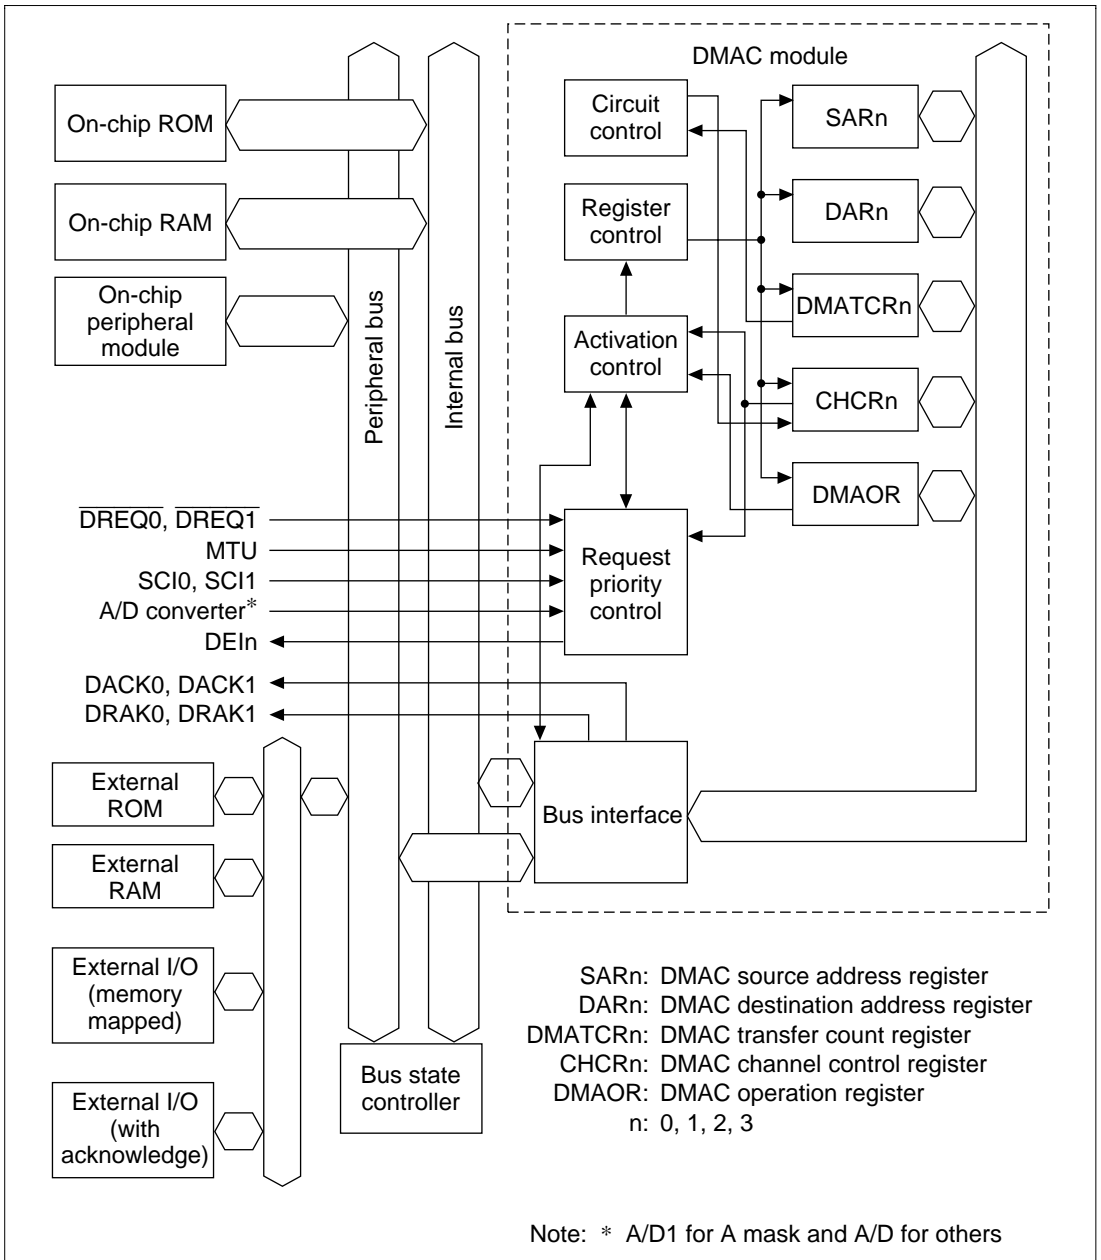 DMAC module
On-chip ROM
Circuit
control
SARn
On-chip RAM
Register
control
DARn
On-chip
peripheral
module
Peripheral bus
Internal bus
Activation
control
DMATCRn
CHCRn
DMAOR
DREQ0, DREQ1
MTU
SCI0, SCI1
A/D converter*
DEIn
Request
priority
control
DACK0, DACK1
DRAK0, DRAK1
External
ROM
Bus interface
External
RAM
External I/O
(memory
mapped)
External I/O
(with
acknowledge)
Bus state
controller
SARn: DMAC source address register
DARn: DMAC destination address register
DMATCRn: DMAC transfer count register
CHCRn: DMAC channel control register
DMAOR: DMAC operation register
n: 0, 1, 2, 3
Note: * A/D1 for A mask and A/D for others